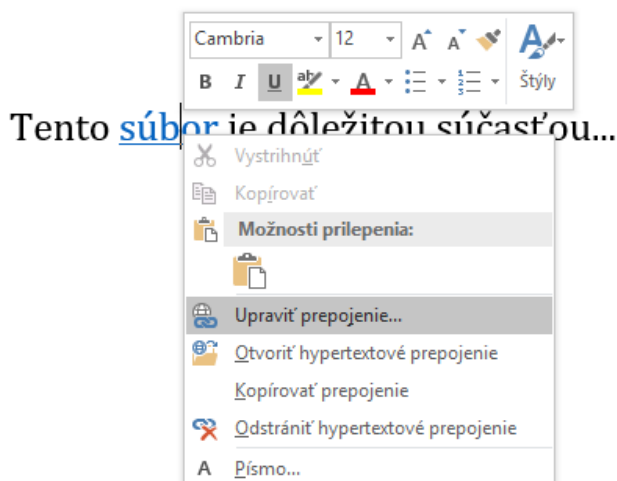 Cambria 12 A A
B I U ab A Štýly
Tento súbor je dôležitou súčasťou...
Vystrihnúť
Kopírovať
Možnosti prilepenia:
Upraviť prepojenie...
Otvoriť hypertextové prepojenie
Kopírovať prepojenie
Odstrániť hypertextové prepojenie
A Písmo...